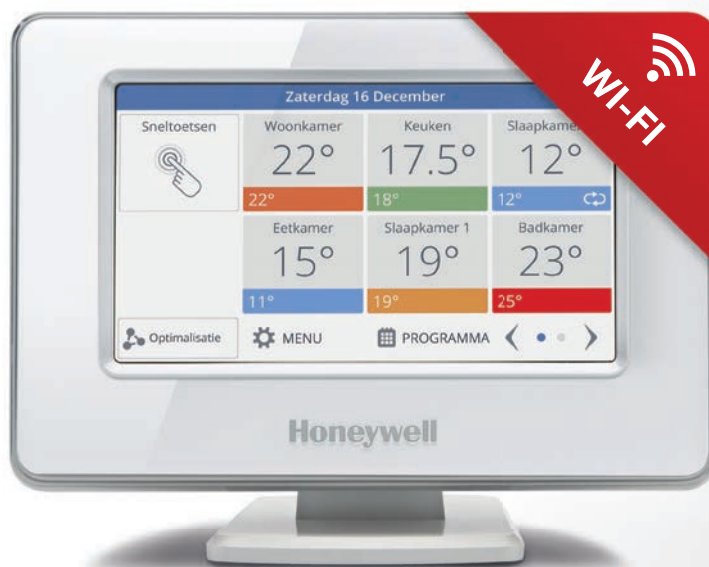 WI-FI
Zaterdag 16 December
Sneltoetsen
Woonkamer
22°
22°
Keuken
17.5°
18°
12°
12°
Eetkamer
15°
11°
Slaapkamer 1
19°
19°
Badkamer
23°
25°
Optimalisatie
MENU
PROGRAMMA
Honeywell